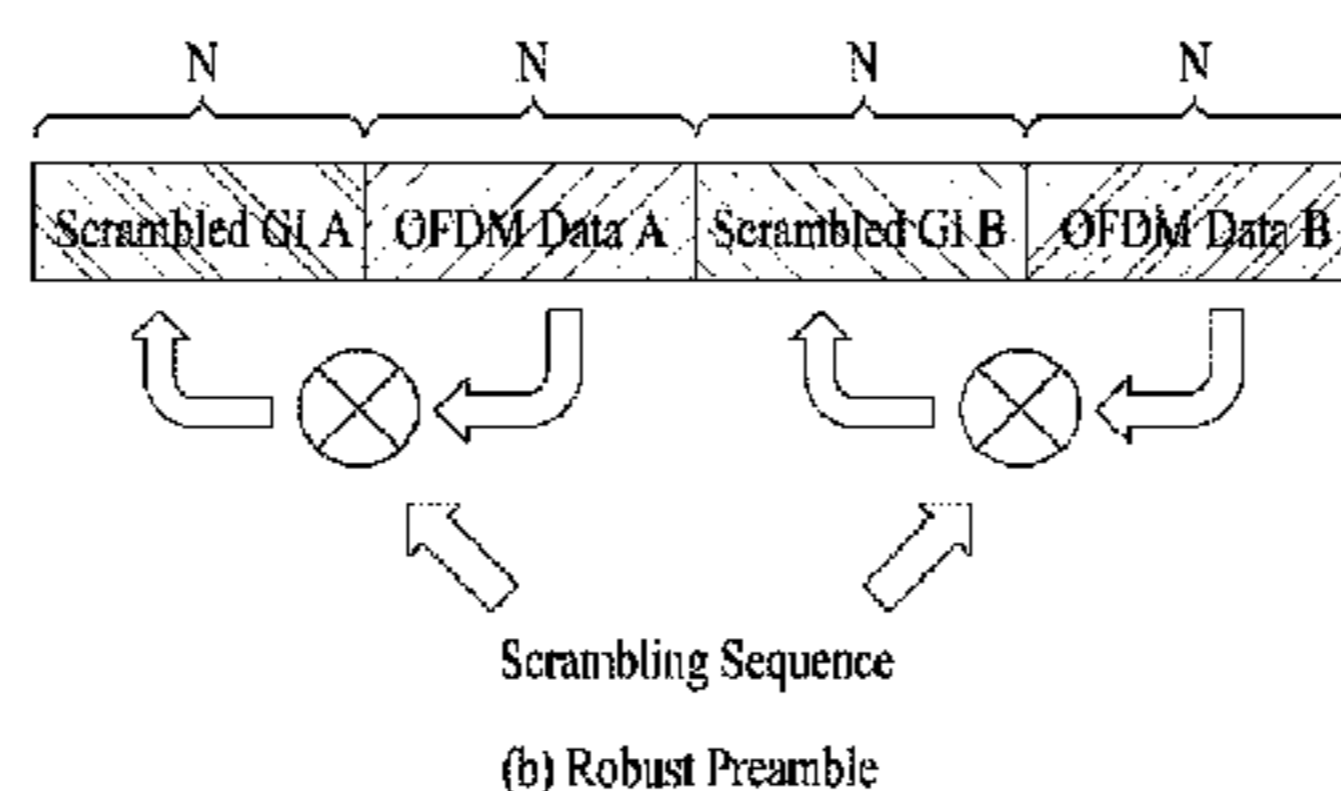 N N N N
Scrambled GI A OFDM Data A Scrambled GI B OFDM Data B
Scrambling Sequence
(b) Robust Preamble